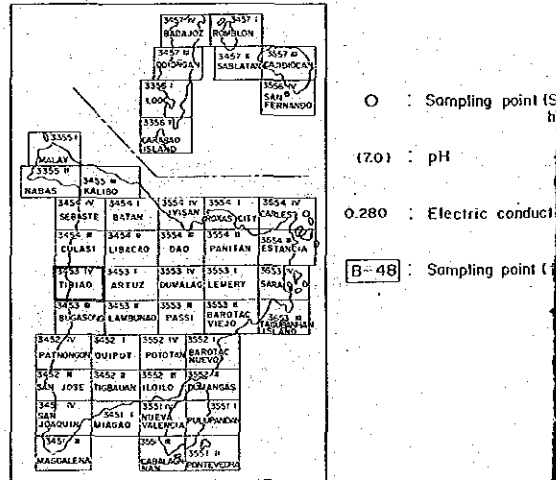 3457 IV 3457 I
BADAJOZ ROMBLON
3457 III 3457 II 3557 III
ODIONGAN SABLATAN CAJIDIOCAN
3356 I 3556 IV
LOOC SAN
FERNANDO
3356 II
CARABAO
ISLAND
3355 I
MALAY
3355 II 3455 III
NABAS KALIBO
3454 IV 3454 I 3554 IV 3554 I 3654 IV
SEBASTE BATAN IVISAN ROXAS CITY CARLES
3454 III 3454 II 3554 III 3554 II 3654 III
CULASI LIBACAO DAO PANITAN ESTANCIA
3453 IV 3453 I 3553 IV 3553 I 3653 IV
TIBIAO ASTUZ DUMALAG LEMERY SARA
3453 III 3453 II 3553 III 3553 II
BUGASONG LAMBUNAO PASSI BAROTAC
VIEJO
3653 III
TAGUBANHAN
ISLAND
3452 IV 3452 I 3552 IV 3552 I
PATNONGON GUIPOT POTOTAN BAROTAC
NUEVO
3452 III 3452 II 3552 III 3552 II
SAN JOSE TIGBAUAN ILOILO DUMANGAS
345 IV 3451 I 3551 IV 3551 I
SAN
JOAQUIN MIAGAO NUEVA
VALENCIA PULUPANDAN
3451 III 355 III 3551 II
MAGDALENA CABALAGNAN PONTEVEDRA
O : Sampling point (S
h
(7.0) : pH
0.280 : Electric conducti
B-48 : Sampling point (